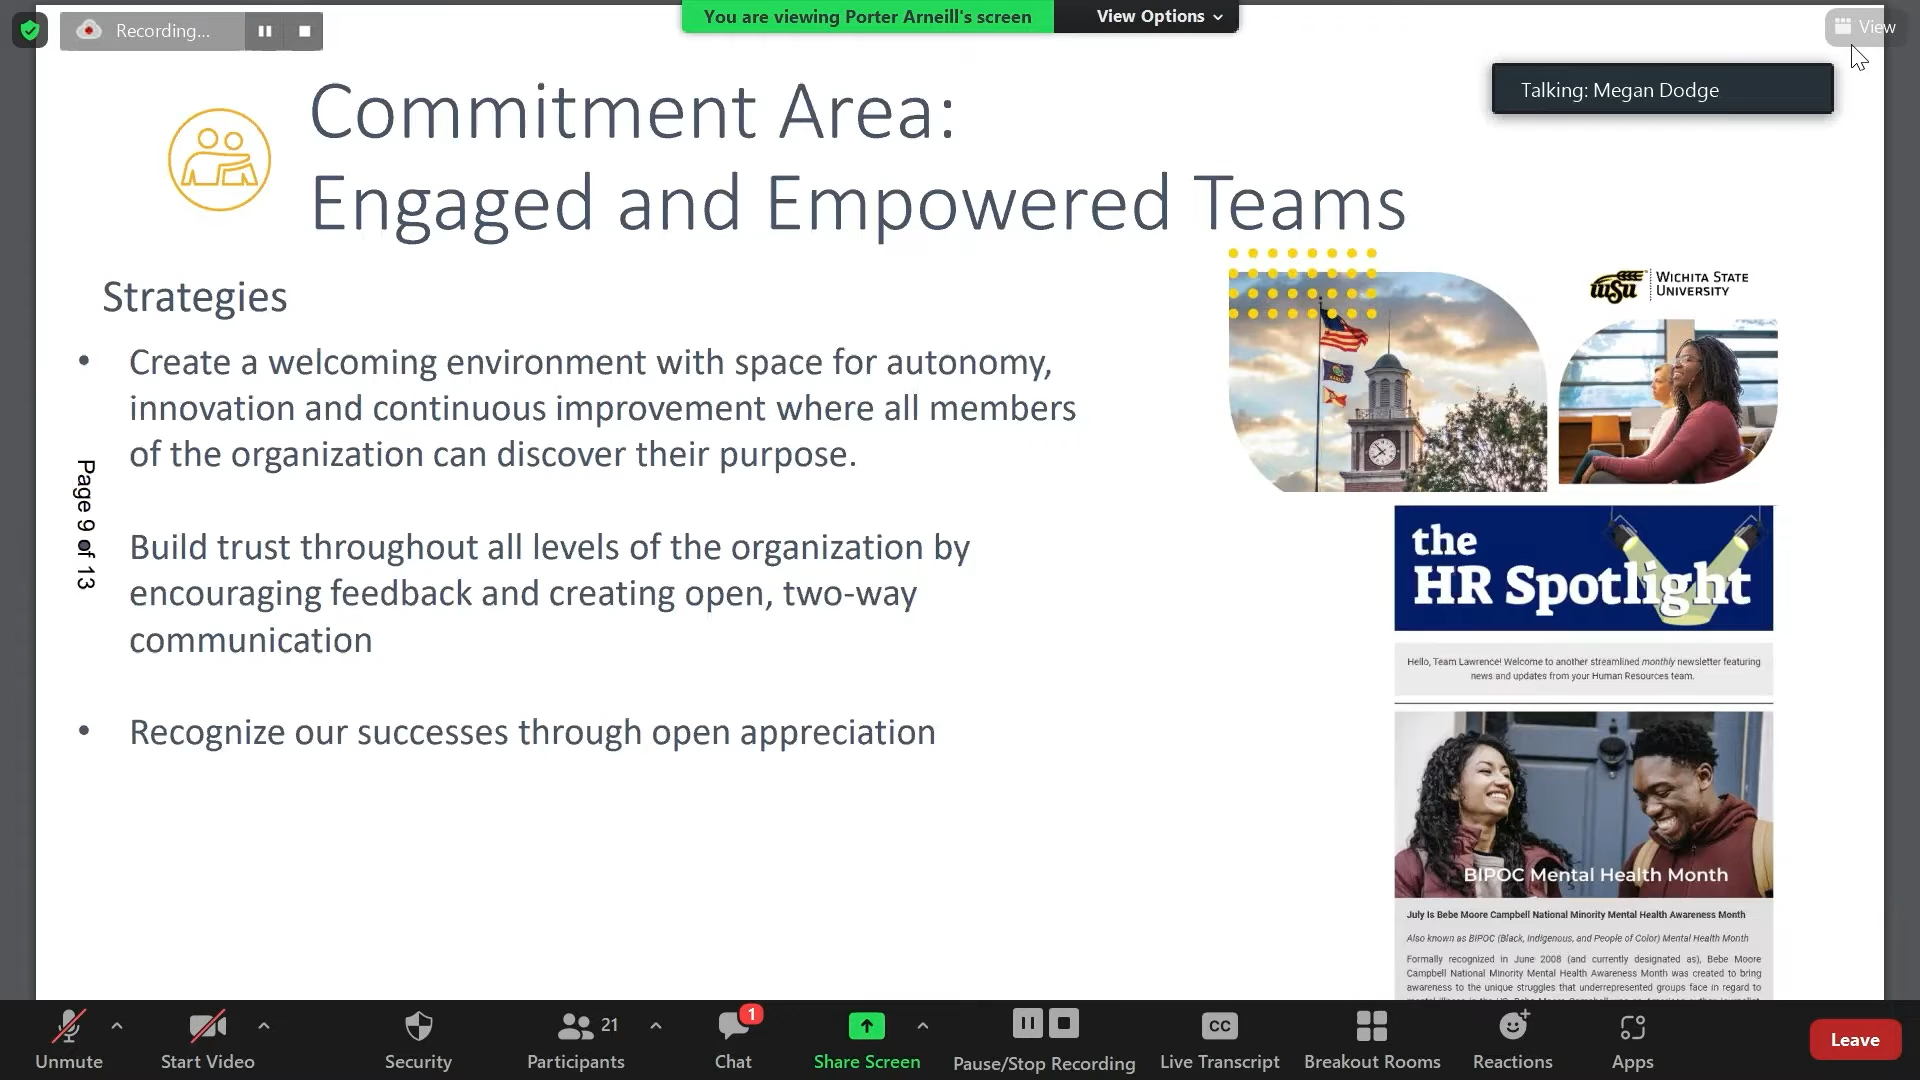 You are viewing Porter Arneill's screen
View Options
Recording...
View
Talking: Megan Dodge
Commitment Area:
Engaged and Empowered Teams
Strategies
• Create a welcoming environment with space for autonomy,
innovation and continuous improvement where all members
of the organization can discover their purpose.
Build trust throughout all levels of the organization by
encouraging feedback and creating open, two-way
communication
• Recognize our successes through open appreciation
Page 9 of 13
wsu
WICHITA STATE
UNIVERSITY
the
HR Spotlight
Hello, Team Lawrence! Welcome to another streamlined monthly newsletter featuring
news and updates from your Human Resources team.
BIPOC Mental Health Month
July Is Bebe Moore Campbell National Minority Mental Health Awareness Month
Also known as BIPOC (Black, Indigenous, and People of Color) Mental Health Month
Formally recognized in June 2008 (and currently designated as), Bebe Moore
Campbell National Minority Mental Health Awareness Month was created to bring
awareness to the unique struggles that underrepresented groups face in regard to
21
1
CC
Unmute
Start Video
Security
Participants
Chat
Share Screen
Pause/Stop Recording
Live Transcript
Breakout Rooms
Reactions
Apps
Leave